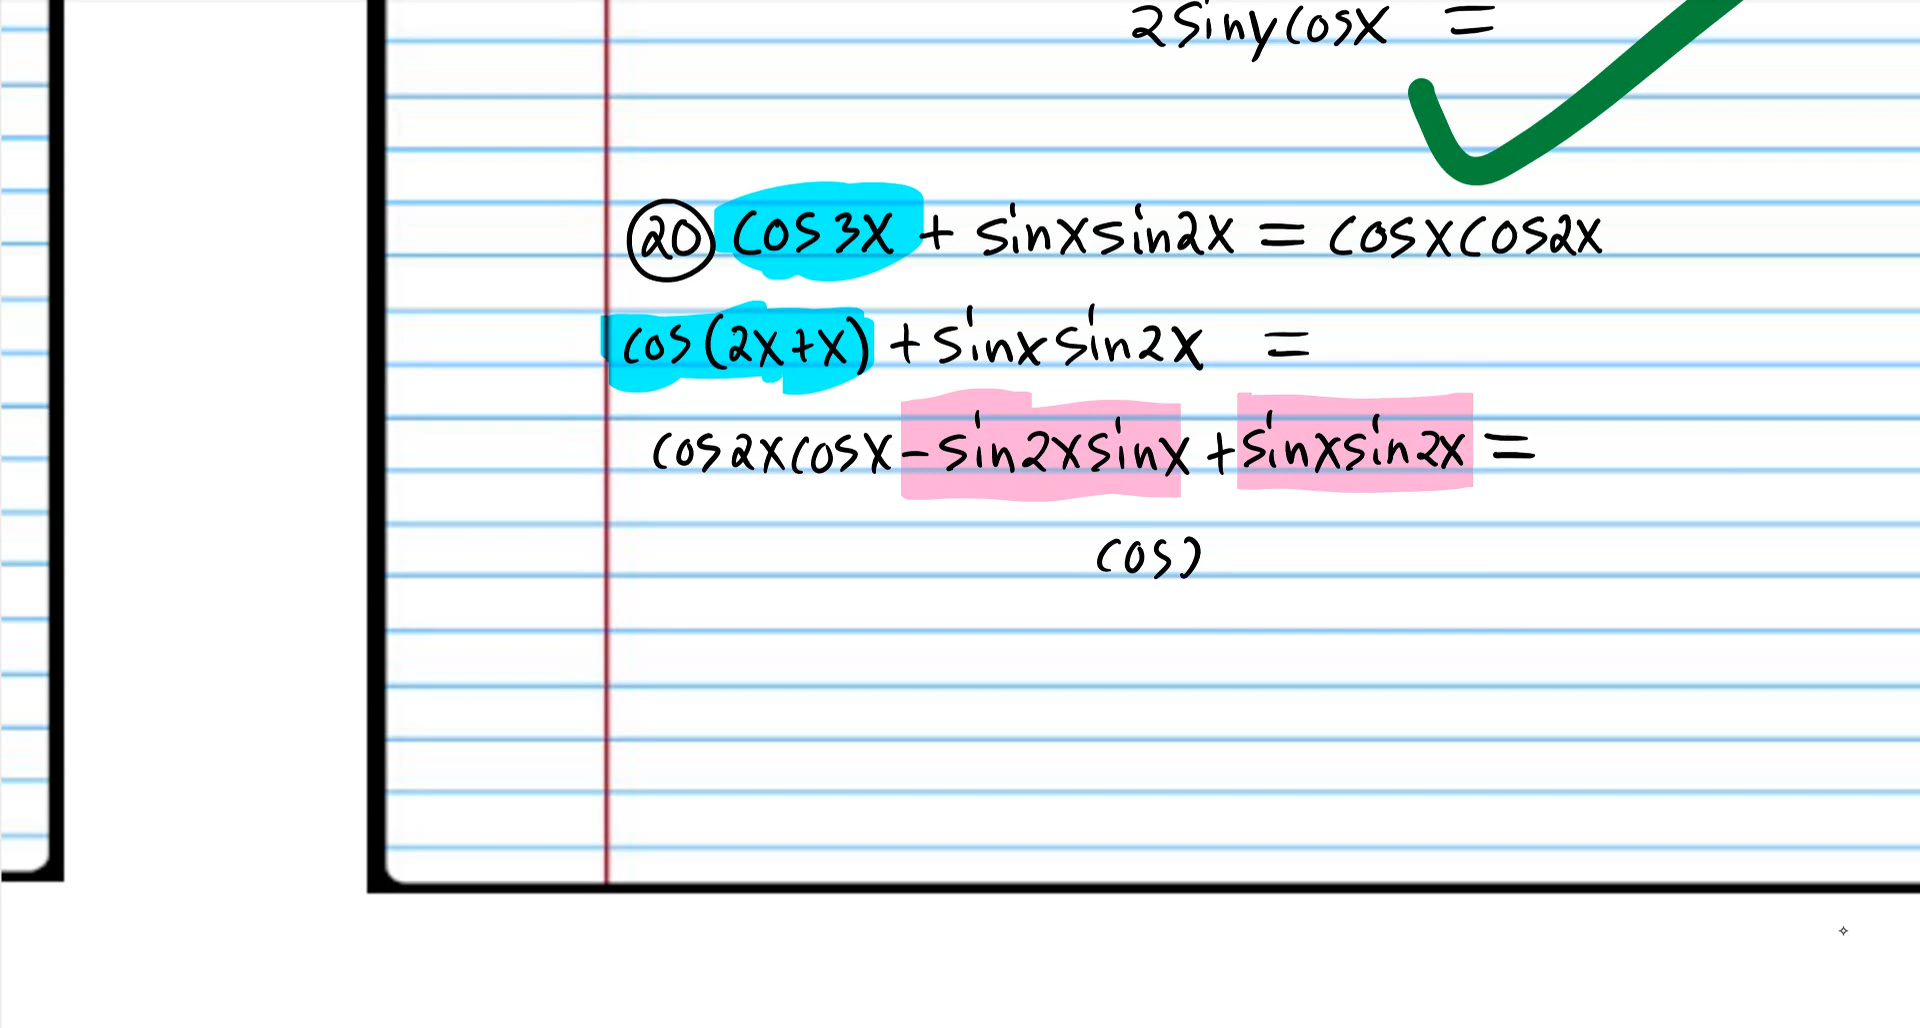 2sinycosx =
20 cos3x + sinxsin2x = cosxcos2x
cos(2x+x) + sinxsin2x =
cos2xcosx - sin2xsinx + sinxsin2x =
cos)